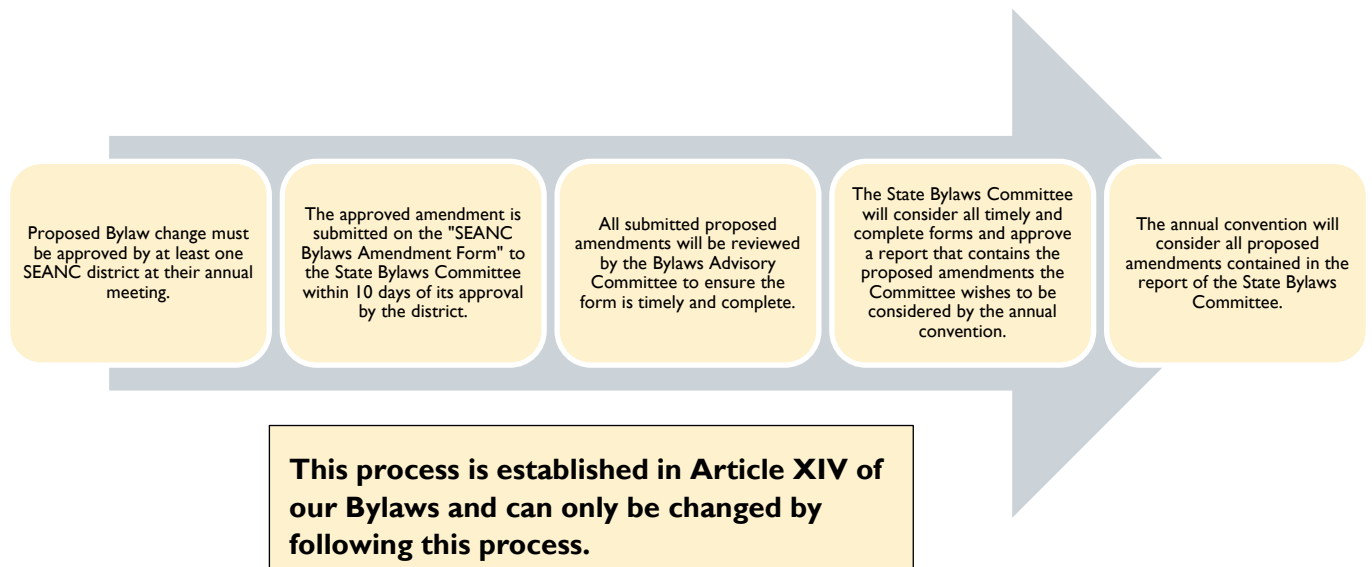 Proposed Bylaw change must
be approved by at least one
SEANC district at their annual
meeting.
The approved amendment is
submitted on the "SEANC
Bylaws Amendment Form" to
the State Bylaws Committee
within 10 days of its approval
by the district.
All submitted proposed
amendments will be reviewed
by the Bylaws Advisory
Committee to ensure the
form is timely and complete.
The State Bylaws Committee
will consider all timely and
complete forms and approve
a report that contains the
proposed amendments the
Committee wishes to be
considered by the annual
convention.
The annual convention will
consider all proposed
amendments contained in the
report of the State Bylaws
Committee.
This process is established in Article XIV of
our Bylaws and can only be changed by
following this process.